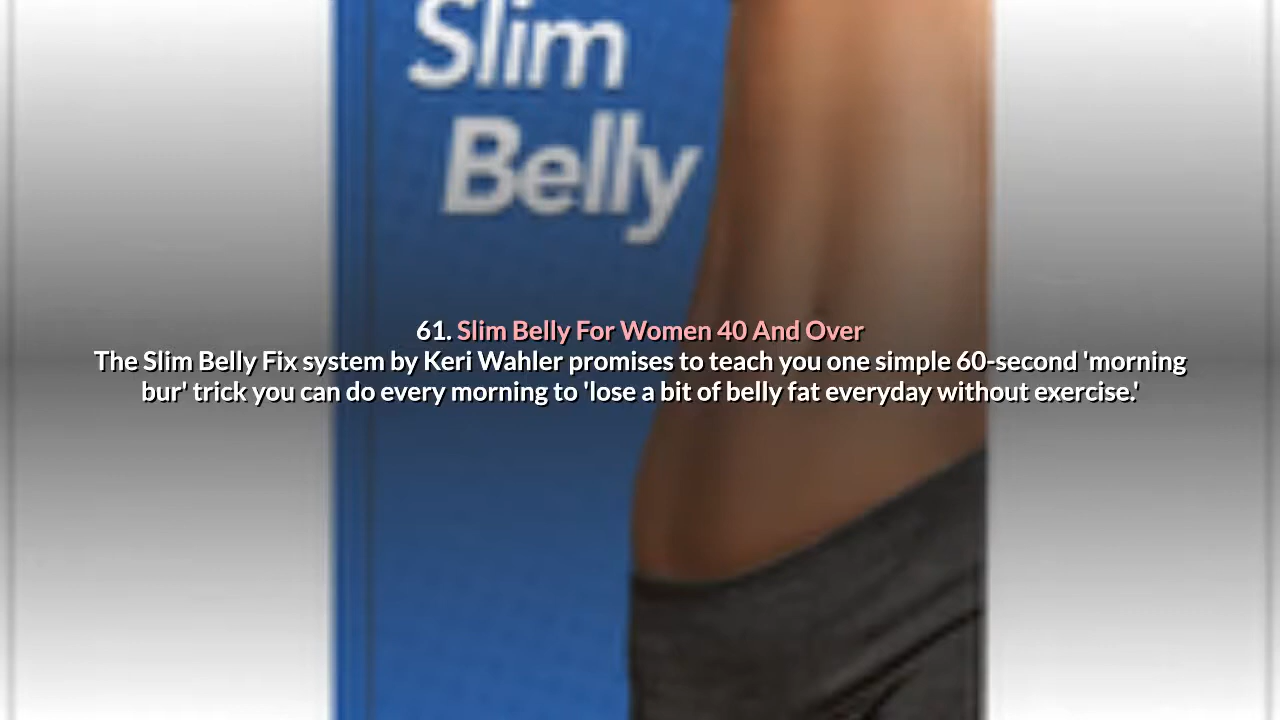 Slim
Belly
61. Slim Belly For Women 40 And Over
The Slim Belly Fix system by Keri Wahler promises to teach you one simple 60-second 'morning
bur' trick you can do every morning to 'lose a bit of belly fat everyday without exercise.'